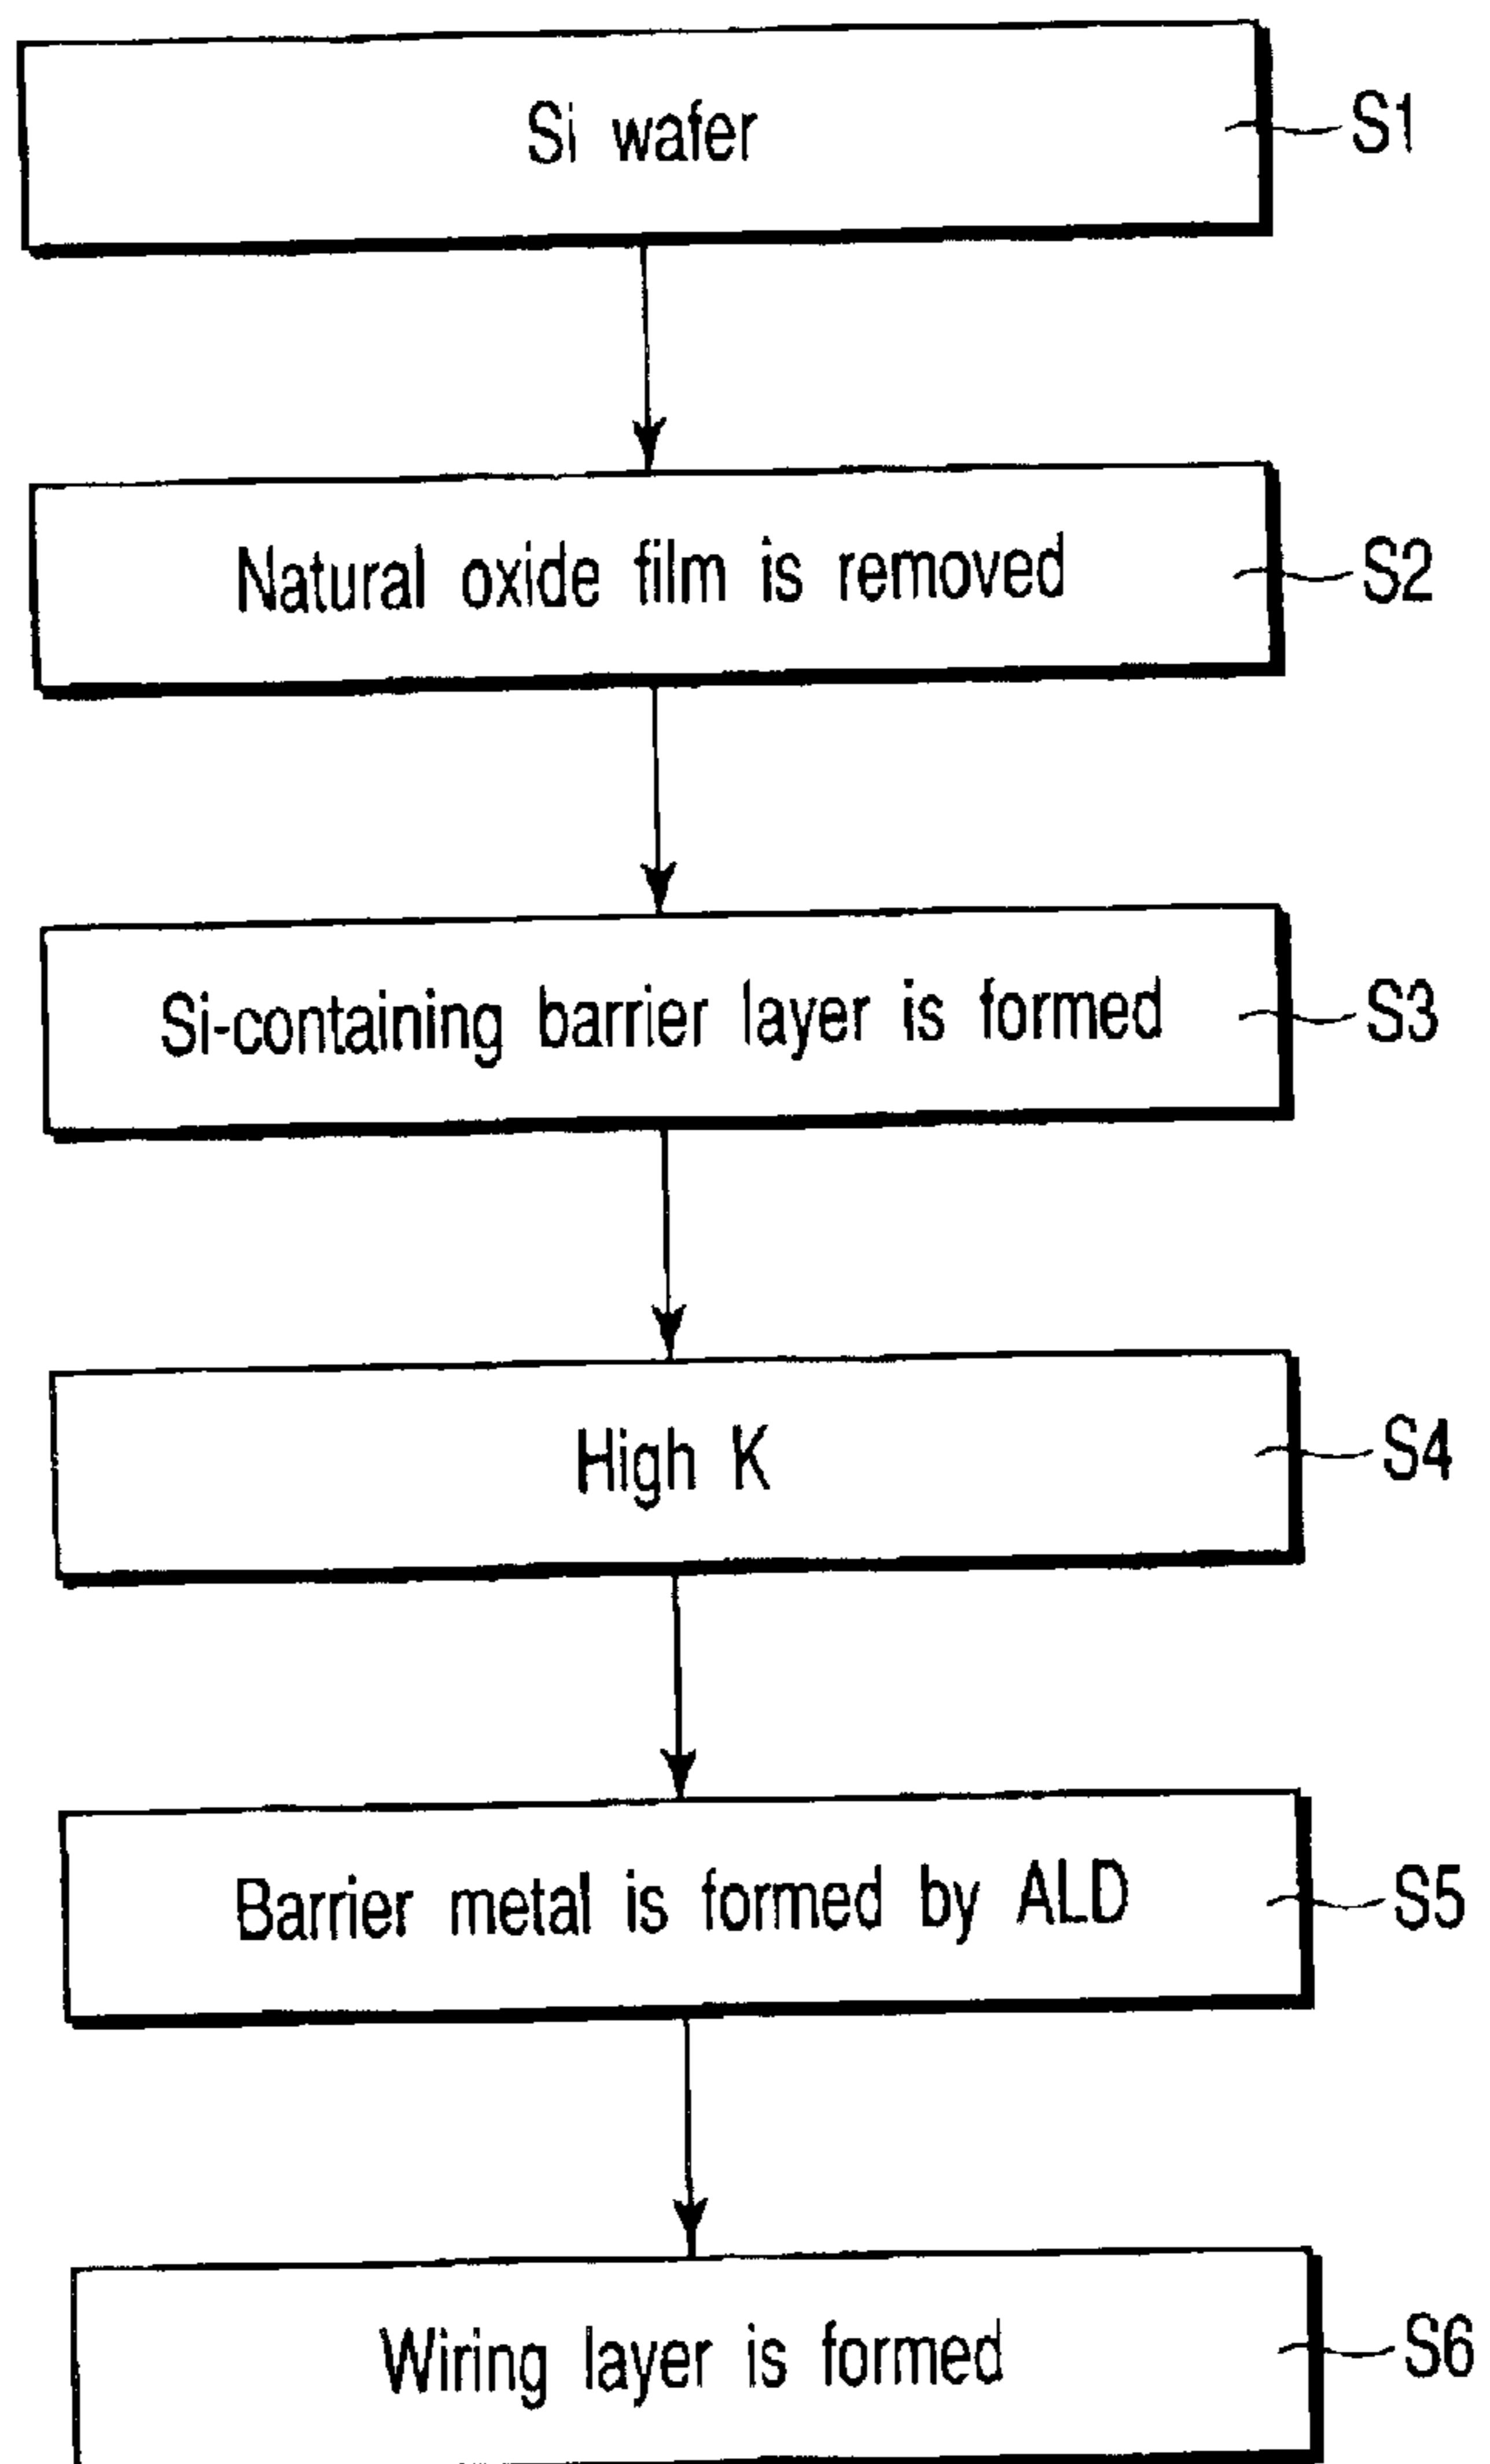 Si wafer S1
Natural oxide film is removed S2
Si-containing barrier layer is formed S3
High K S4
Barrier metal is formed by ALD S5
Wiring layer is formed S6